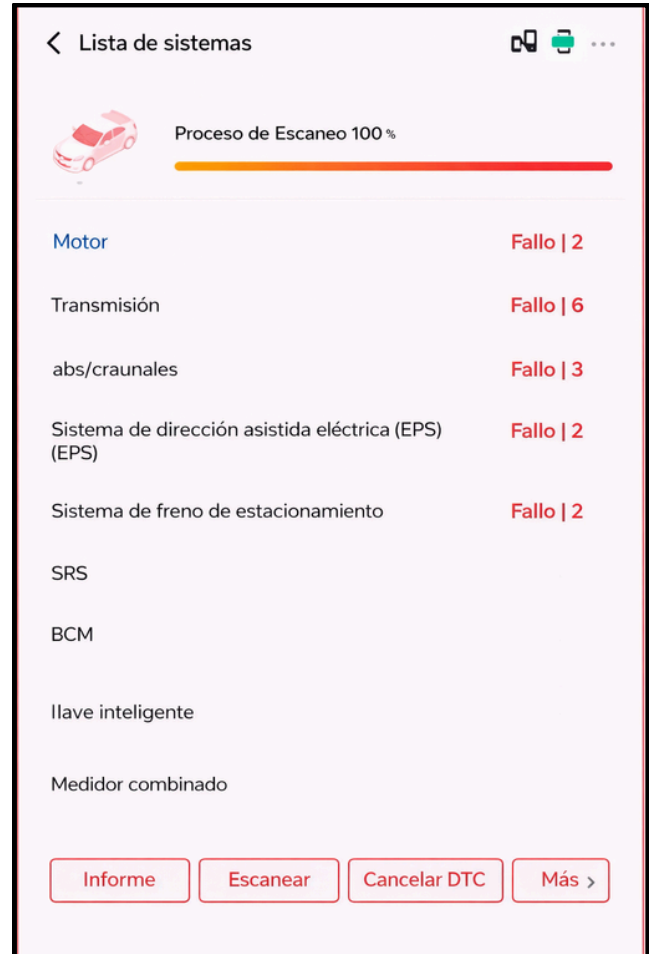 Lista de sistemas
Proceso de Escaneo 100 %
Motor Fallo | 2
Transmisión Fallo | 6
abs/craunales Fallo | 3
Sistema de dirección asistida eléctrica (EPS) Fallo | 2
(EPS)
Sistema de freno de estacionamiento Fallo | 2
SRS
BCM
llave inteligente
Medidor combinado
Informe Escanear Cancelar DTC Más